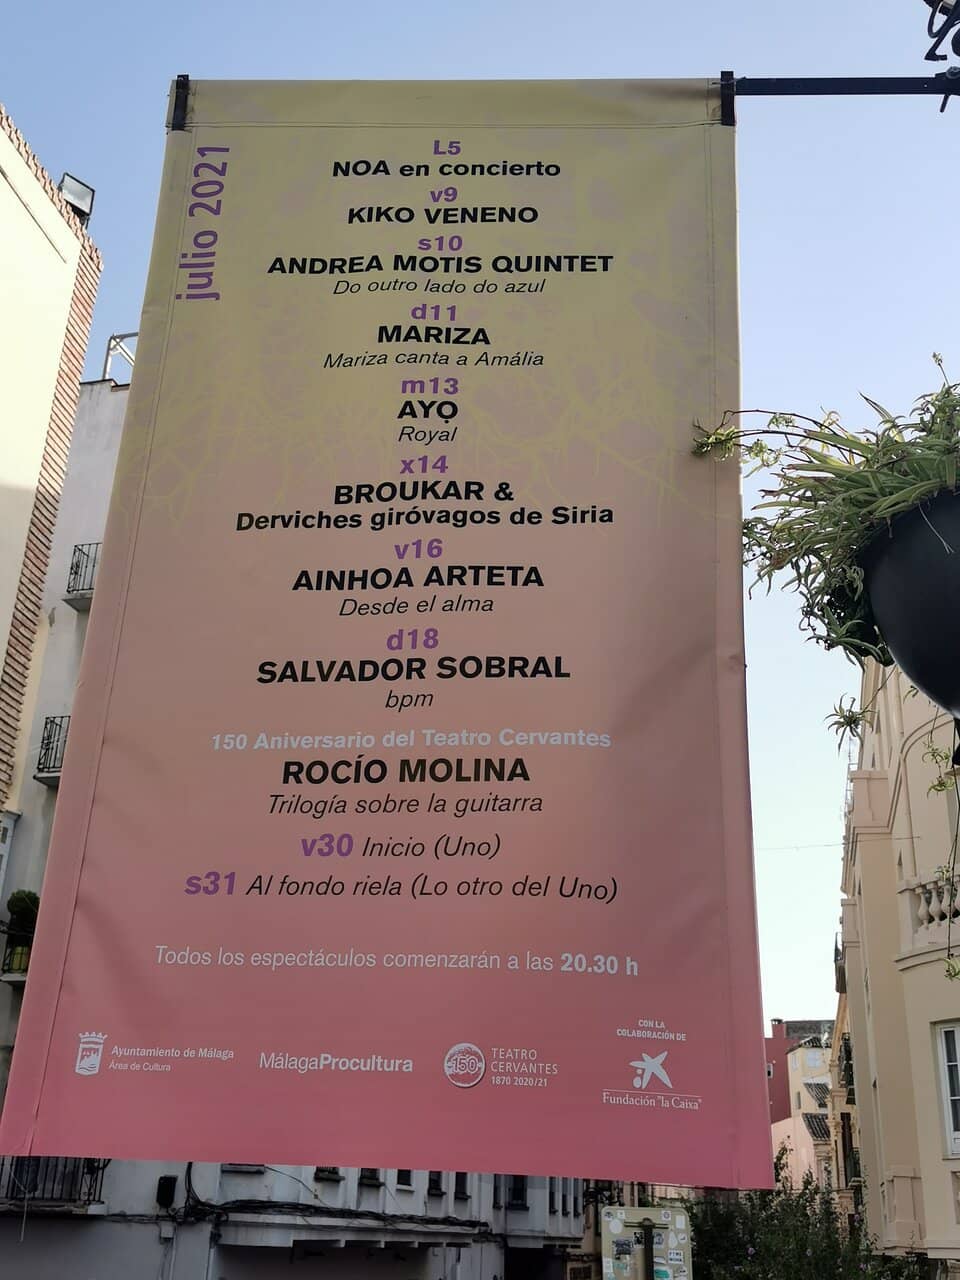 julio 2021
L5
NOA en concierto
v9
KIKO VENENO
s10
ANDREA MOTIS QUINTET
Do outro lado do azul
d11
MARIZA
Mariza canta a Amália
m13
AYỌ
Royal
x14
BROUKAR &
Derviches giróvagos de Siria
v16
AINHOA ARTETA
Desde el alma
d18
SALVADOR SOBRAL
bpm
150 Aniversario del Teatro Cervantes
ROCÍO MOLINA
Trilogía sobre la guitarra
v30 Inicio (Uno)
s31 Al fondo riela (Lo otro del Uno)
Todos los espectáculos comenzarán a las 20.30 h
Ayuntamiento de Málaga
Área de Cultura
MálagaProcultura
150
TEATRO
CERVANTES
1870 2020/21
CON LA
COLABORACIÓN DE
Fundación "la Caixa"